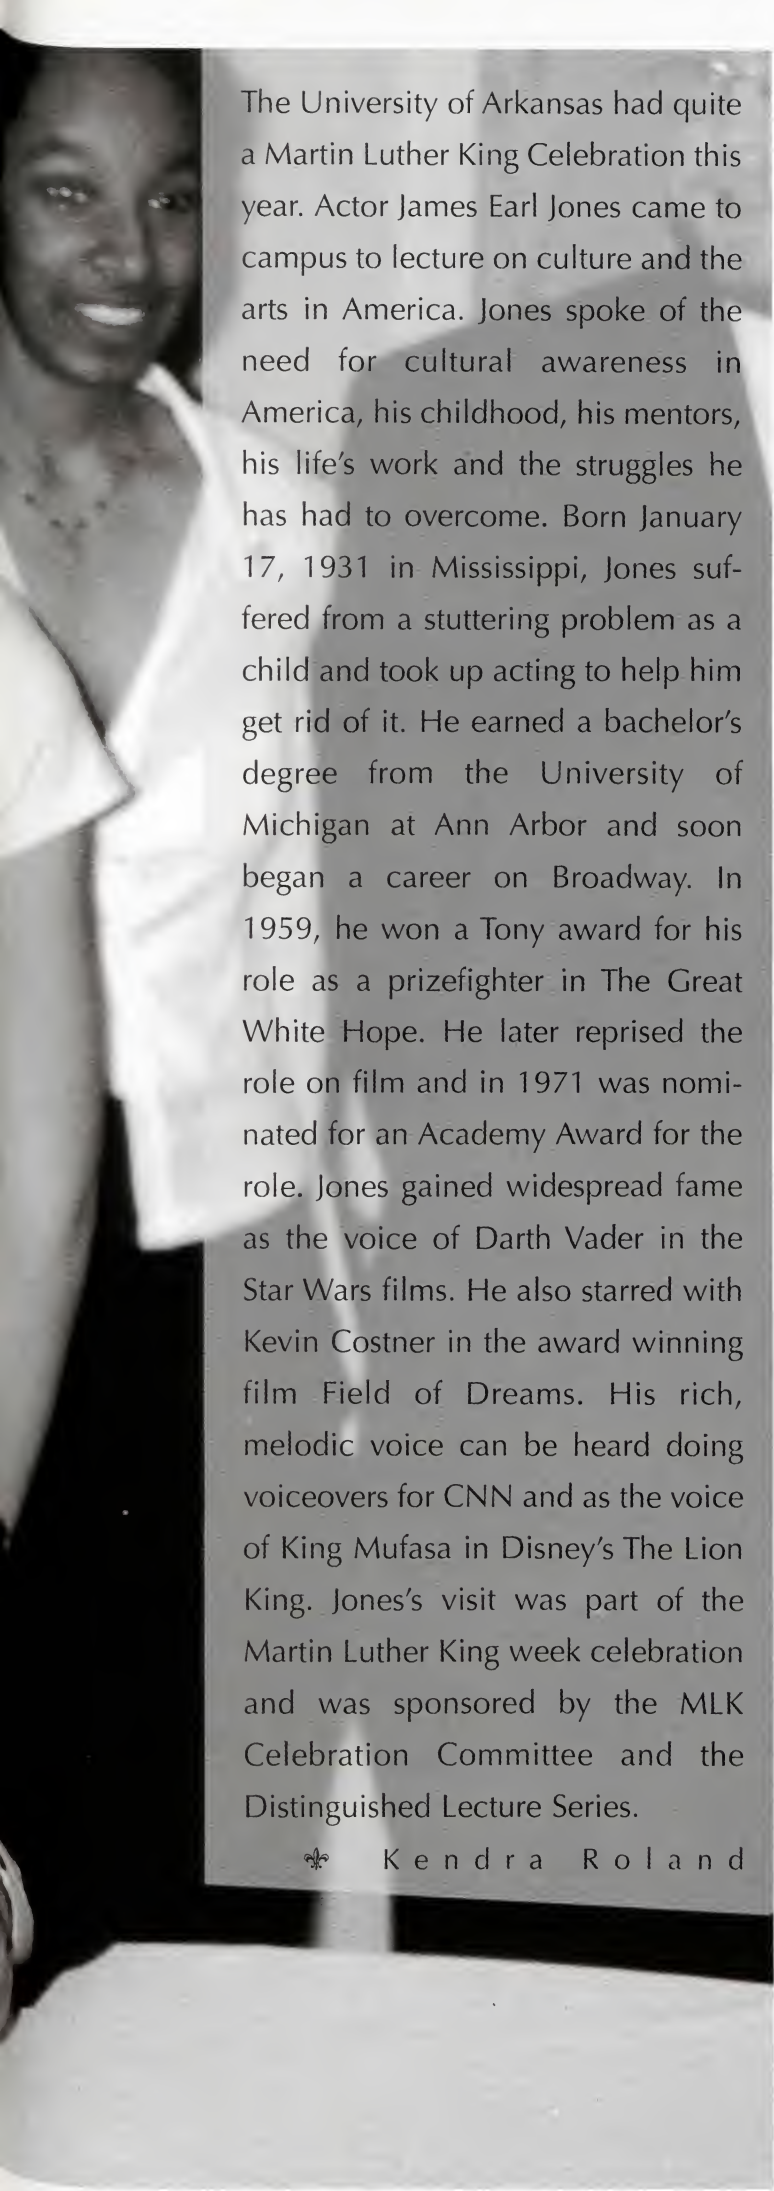 The University of Arkansas had quite
a Martin Luther King Celebration this
year. Actor James Earl Jones came to
campus to lecture on culture and the
arts in America. Jones spoke of the
need for cultural awareness in
America, his childhood, his mentors,
his life's work and the struggles he
has had to overcome. Born January
17, 1931 in Mississippi, Jones suf-
fered from a stuttering problem as a
child and took up acting to help him
get rid of it. He earned a bachelor's
degree from the University of
Michigan at Ann Arbor and soon
began a career on Broadway. In
1959, he won a Tony award for his
role as a prizefighter in The Great
White Hope. He later reprised the
role on film and in 1971 was nomi-
nated for an Academy Award for the
role. Jones gained widespread fame
as the voice of Darth Vader in the
Star Wars films. He also starred with
Kevin Costner in the award winning
film Field of Dreams. His rich,
melodic voice can be heard doing
voiceovers for CNN and as the voice
of King Mufasa in Disney's The Lion
King. Jones's visit was part of the
Martin Luther King week celebration
and was sponsored by the MLK
Celebration Committee and the
Distinguished Lecture Series.
⚜ Kendra Roland